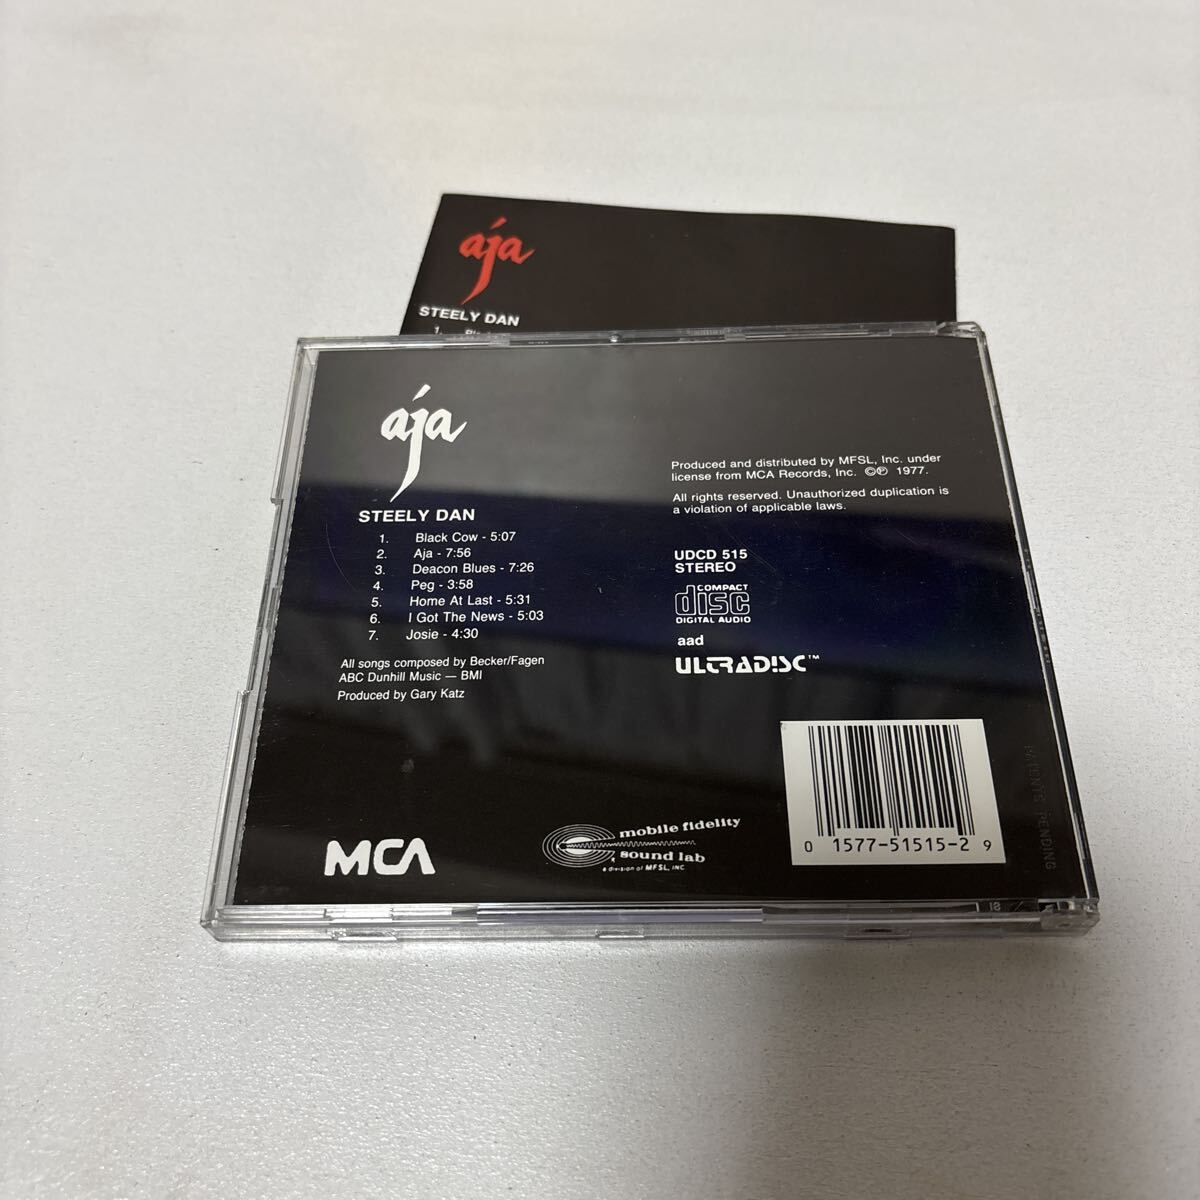 aja
STEELY DAN
1.
aja
STEELY DAN
1. Black Cow - 5:07
2. Aja - 7:56
3. Deacon Blues - 7:26
4. Peg - 3:58
5. Home At Last - 5:31
6. I Got The News - 5:03
7. Josie - 4:30
All songs composed by Becker/Fagen
ABC Dunhill Music — BMI
Produced by Gary Katz
Produced and distributed by MFSL, Inc. under
license from MCA Records, Inc. ©℗ 1977.
All rights reserved. Unauthorized duplication is
a violation of applicable laws.
UDCD 515
STEREO
COMPACT
disc
DIGITAL AUDIO
aad
ULTRADISC™
MCA
mobile fidelity
sound lab
a division of MFSL, INC
0 1577-51515-2 9
PATENTS PENDING